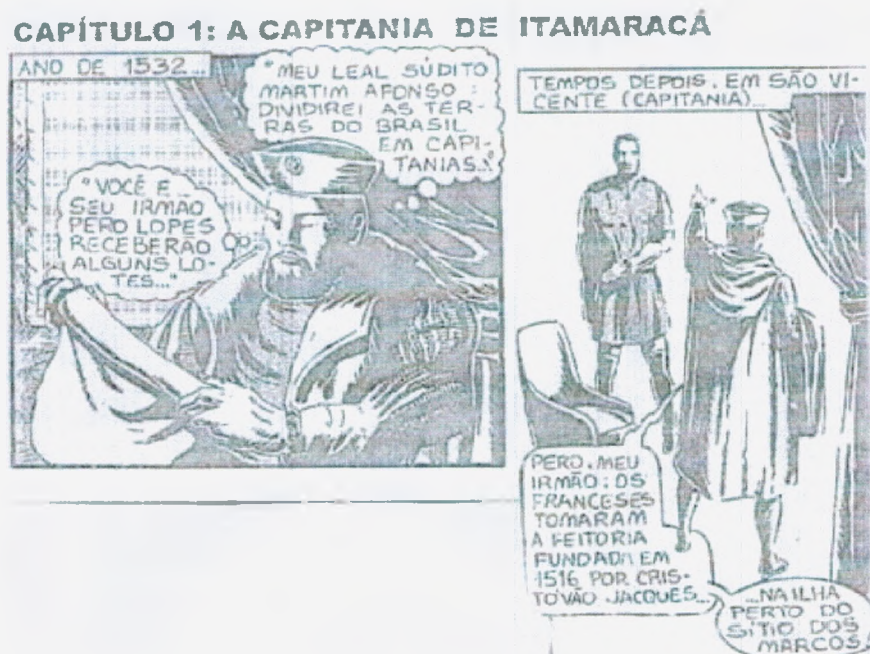 CAPÍTULO 1: A CAPITANIA DE ITAMARACÁ
ANO DE 1532...
"MEU LEAL SÚDITO
MARTIM AFONSO :
DIVIDIREI AS TER-
RAS DO BRASIL
EM CAPI-
TANIAS..."
"VOCÊ E
SEU IRMÃO
PERO LOPES
RECEBERÃO
ALGUNS LO-
TES..."
TEMPOS DEPOIS, EM SÃO VI-
CENTE (CAPITANIA)...
PERO, MEU
IRMÃO: OS
FRANCESES
TOMARAM
A FEITORIA
FUNDADA EM
1516 POR CRIS-
TÓVÃO JACQUES...
...NA ILHA
PERTO DO
SÍTIO DOS
MARCOS!